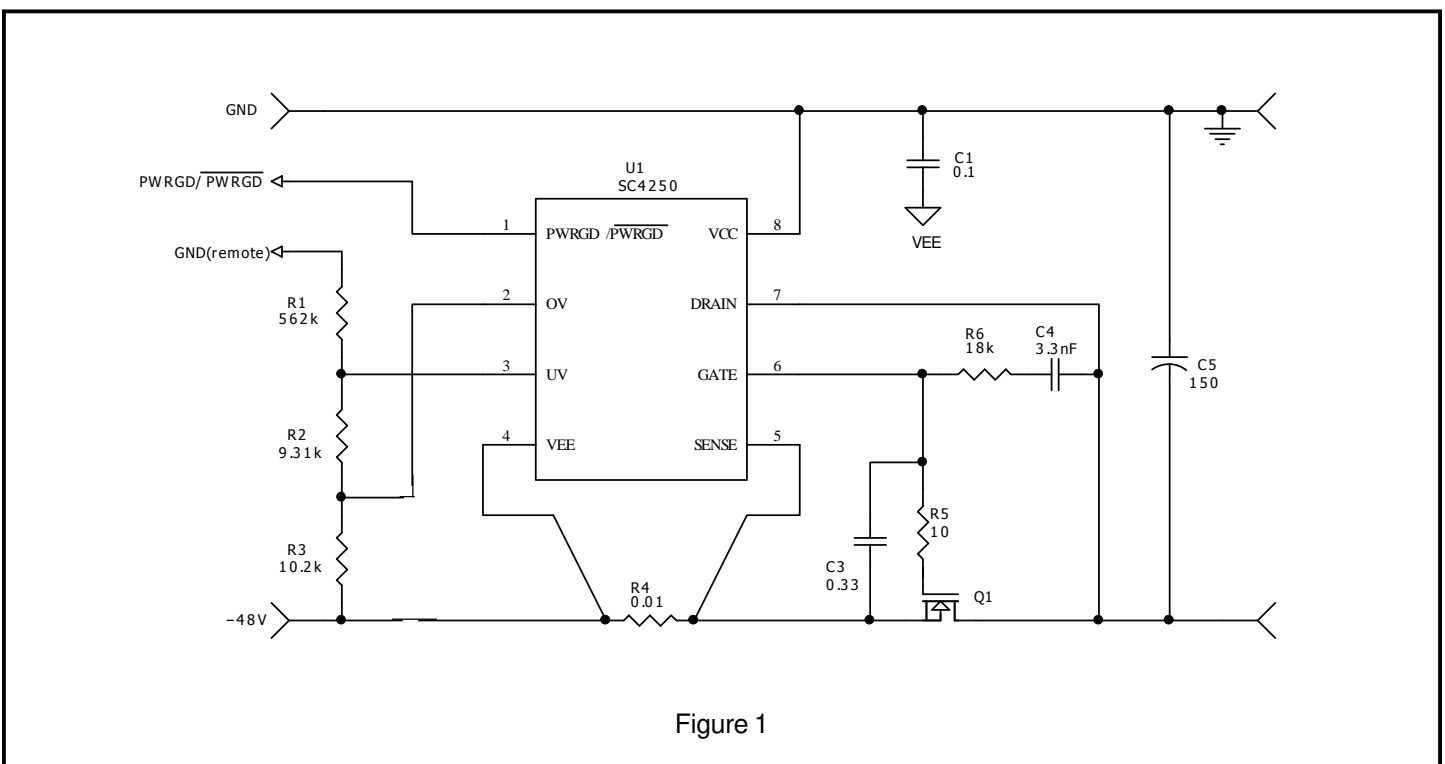 GND
C1
0.1
VEE
PWRGD/PWRGD
U1
SC4250
1
PWRGD /PWRGD
VCC
8
GND(remote)
R1
562k
2
OV
DRAIN
7
R6
18k
C4
3.3nF
3
UV
GATE
6
C5
150
R2
9.31k
4
VEE
SENSE
5
R3
10.2k
R5
10
C3
0.33
R4
0.01
Q1
−48V
Figure 1